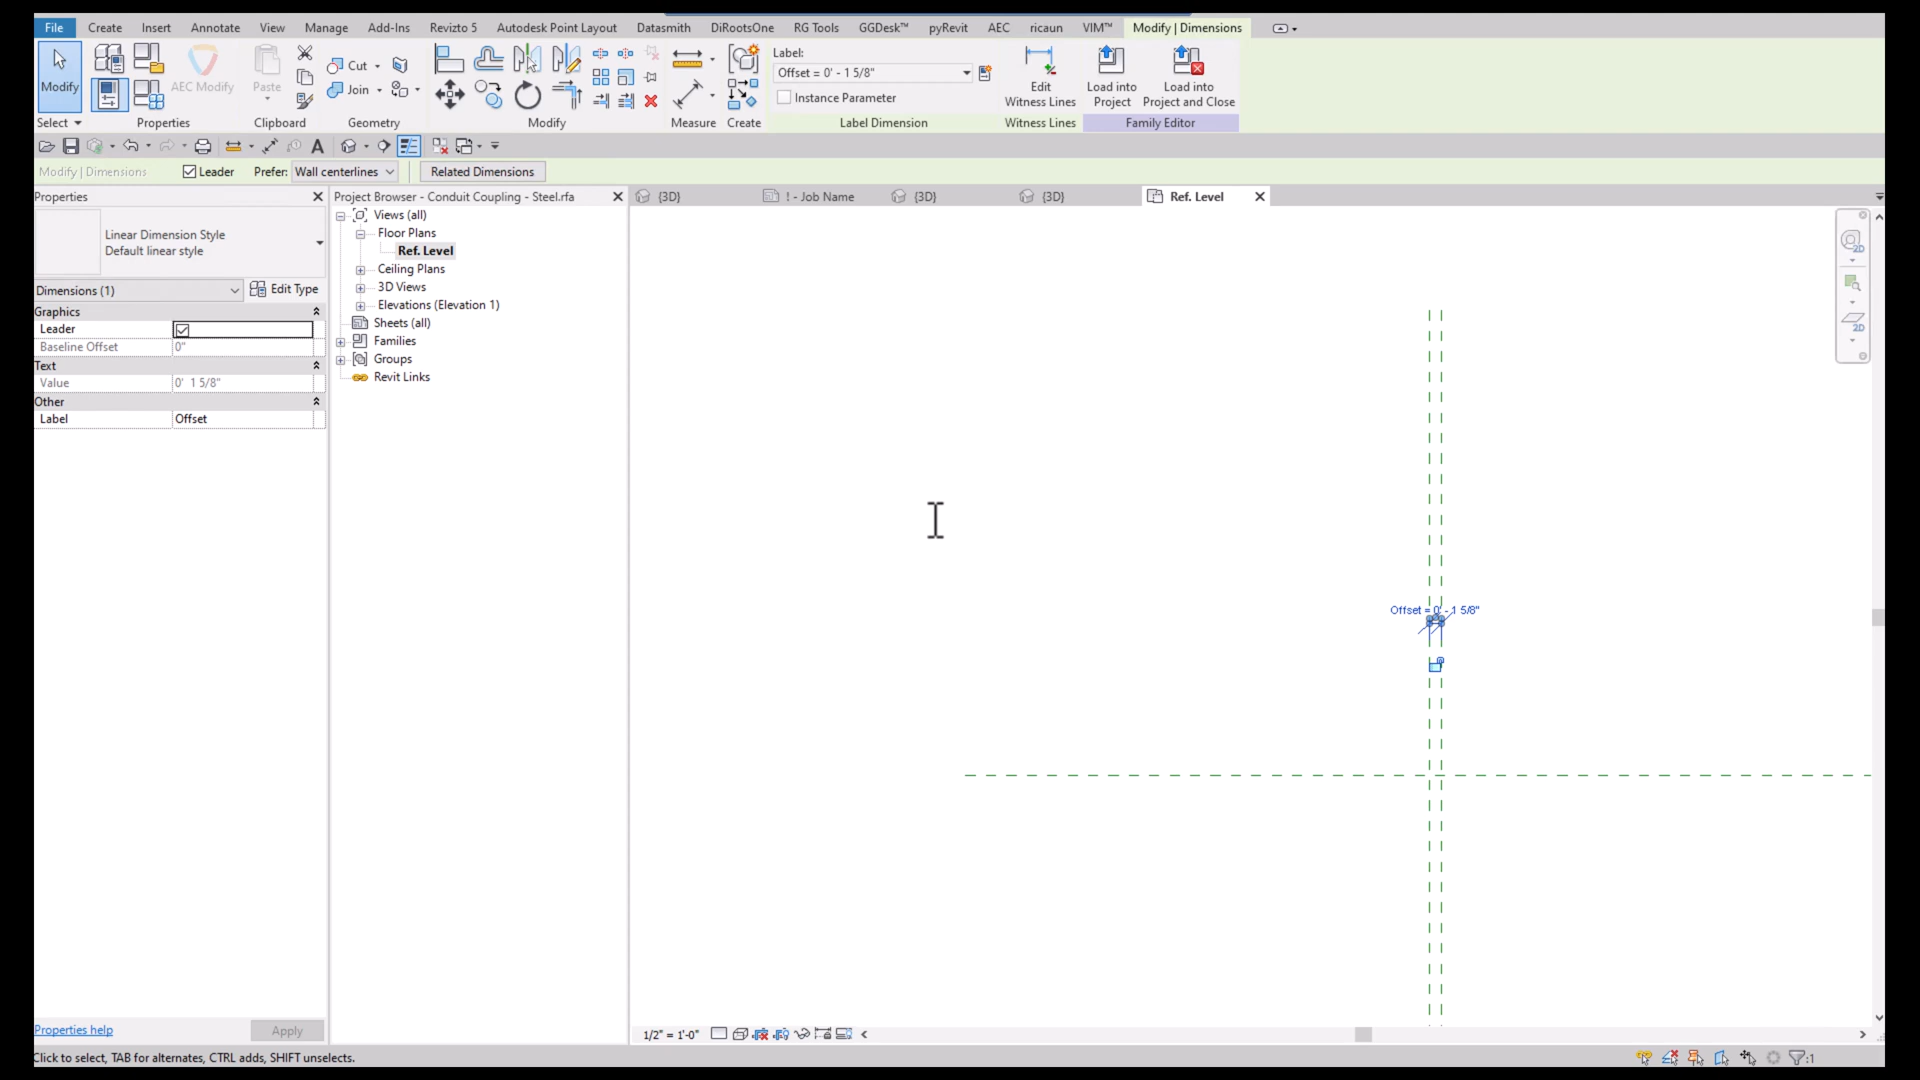 File Create Insert Annotate View Manage Add-Ins Revizto 5 Autodesk Point Layout Datasmith DiRootsOne RG Tools GGDesk™ pyRevit AEC ricaun VIM™ Modify | Dimensions
Modify
AEC Modify
Paste
Cut
Join
Label:
Offset = 0' - 1 5/8"
Instance Parameter
Edit
Witness Lines
Load into
Project
Load into
Project and Close
Select Properties Clipboard Geometry Modify Measure Create Label Dimension Witness Lines Family Editor
Modify | Dimensions Leader Prefer: Wall centerlines Related Dimensions
Properties
Linear Dimension Style
Default linear style
Dimensions (1) Edit Type
Graphics
Leader
Baseline Offset 0"
Text
Value 0' 1 5/8"
Other
Label Offset
Properties help Apply
Project Browser - Conduit Coupling - Steel.rfa
Views (all)
Floor Plans
Ref. Level
Ceiling Plans
3D Views
Elevations (Elevation 1)
Sheets (all)
Families
Groups
Revit Links
{3D} ! - Job Name {3D} {3D} Ref. Level
2D
2D
Offset = 0' - 1 5/8"
1/2" = 1'-0"
Click to select, TAB for alternates, CTRL adds, SHIFT unselects.
:1